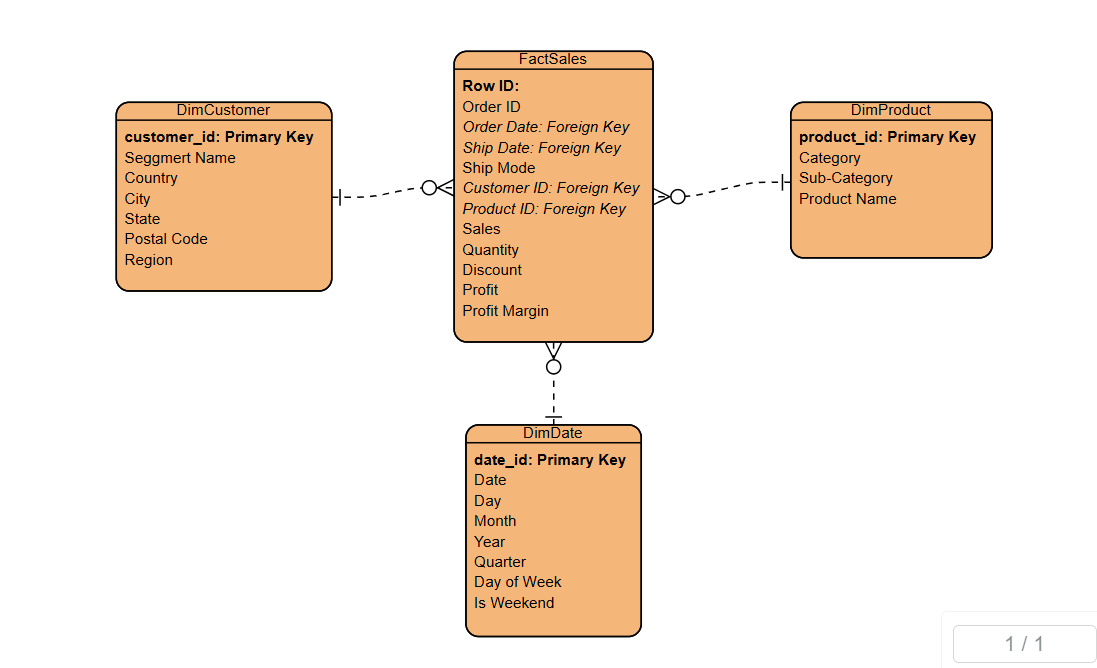 FactSales
Row ID:
Order ID
Order Date: Foreign Key
Ship Date: Foreign Key
Ship Mode
Customer ID: Foreign Key
Product ID: Foreign Key
Sales
Quantity
Discount
Profit
Profit Margin
DimCustomer
customer_id: Primary Key
Seggmert Name
Country
City
State
Postal Code
Region
DimProduct
product_id: Primary Key
Category
Sub-Category
Product Name
DimDate
date_id: Primary Key
Date
Day
Month
Year
Quarter
Day of Week
Is Weekend
1 / 1